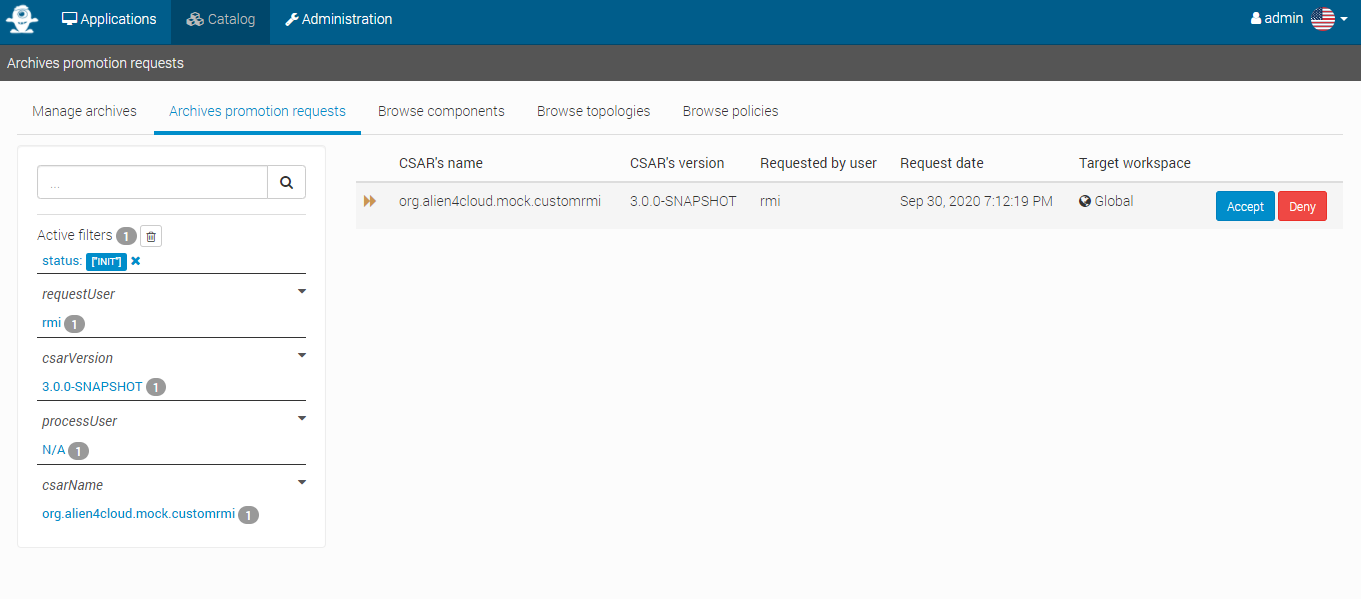 Applications Catalog Administration admin
Archives promotion requests
Manage archives Archives promotion requests Browse components Browse topologies Browse policies
CSAR's name CSAR's version Requested by user Request date Target workspace
org.alien4cloud.mock.customrmi 3.0.0-SNAPSHOT rmi Sep 30, 2020 7:12:19 PM Global Accept Deny
...
Active filters 1
status: ["INIT"]
requestUser
rmi 1
csarVersion
3.0.0-SNAPSHOT 1
processUser
N/A 1
csarName
org.alien4cloud.mock.customrmi 1